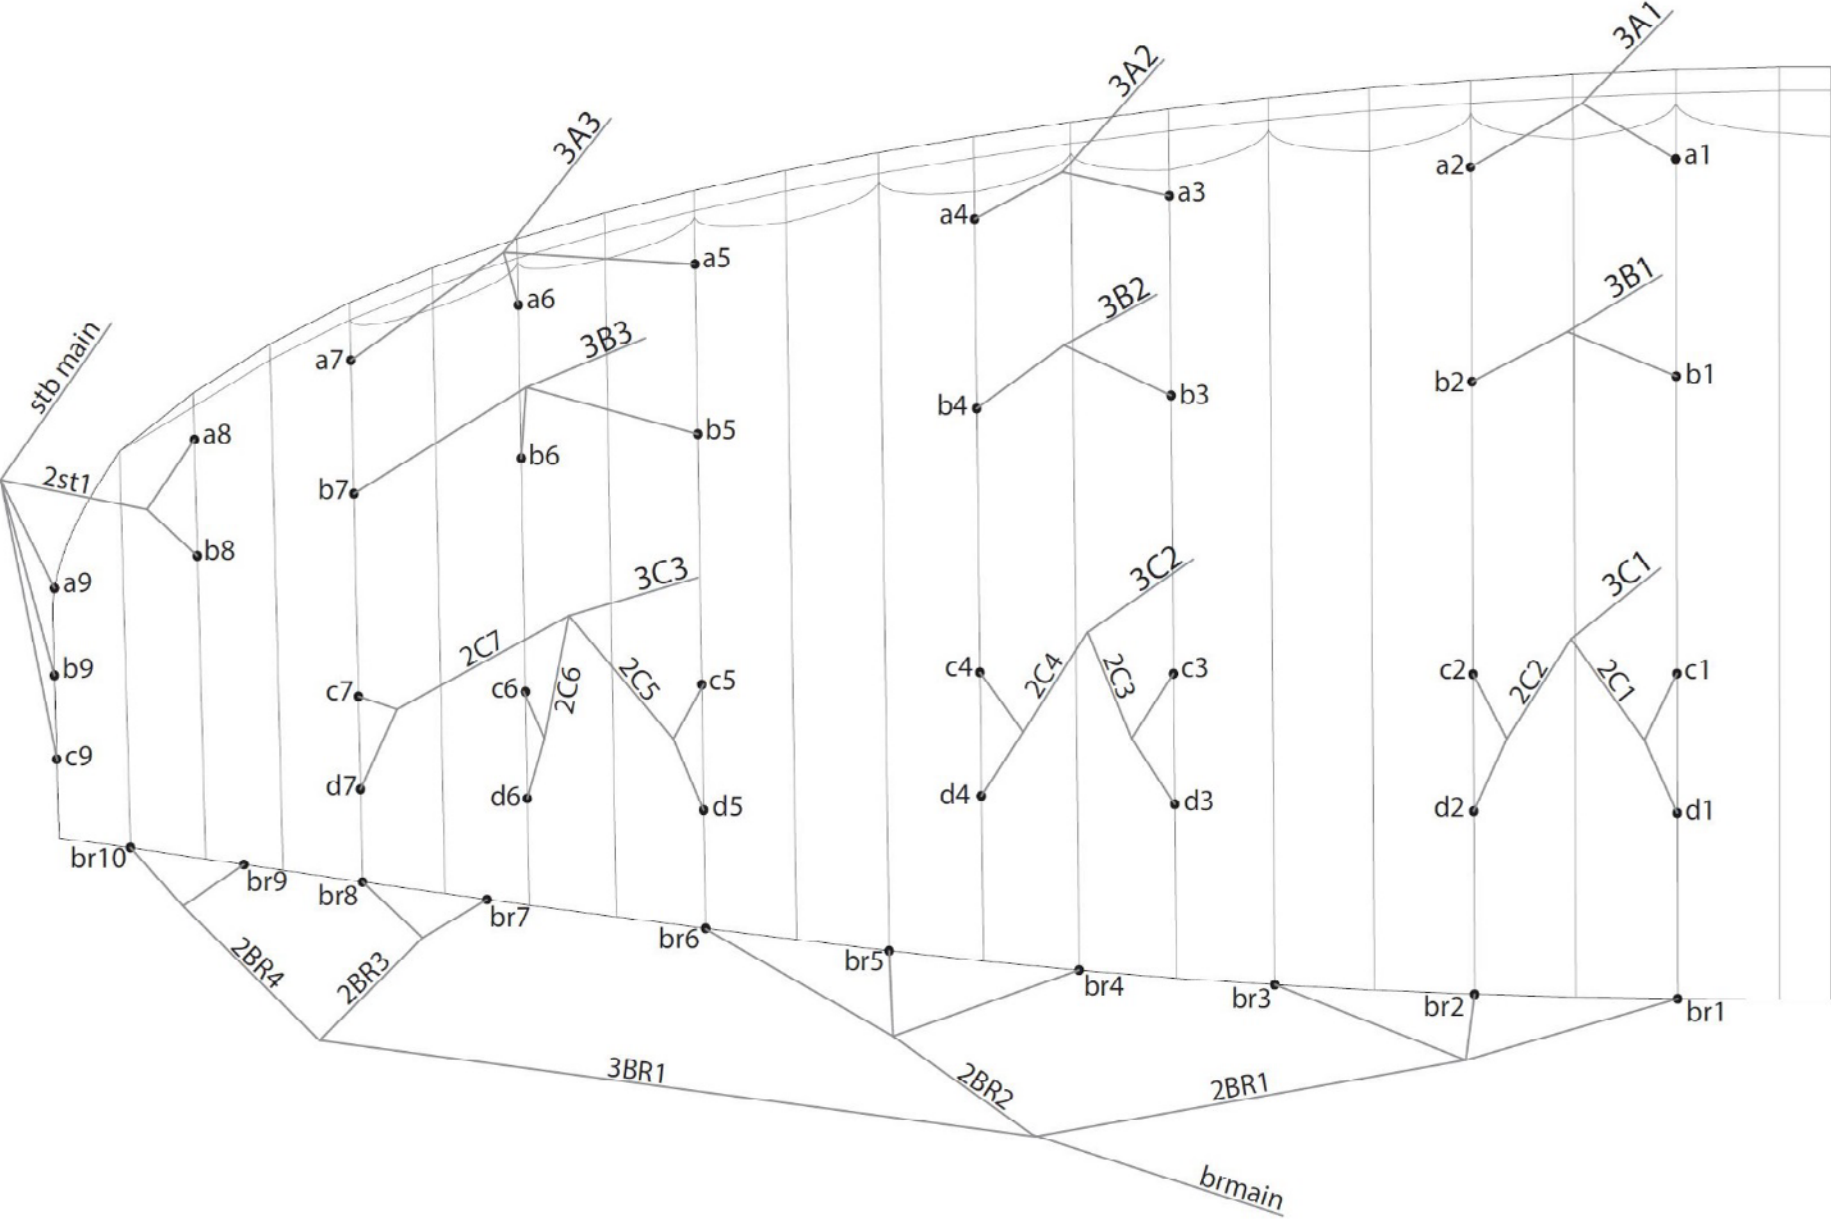 3A1
3A2
3A3
a1
a2
a3
a4
a5
a6
3B1
3B2
3B3
stb main
a7
b1
b2
b3
b4
b5
a8
b6
2st1
b7
b8
3C1
3C2
3C3
a9
2C7
b9
c1
2C1
2C2
c2
c3
2C3
2C4
c4
c5
2C5
2C6
c6
c7
c9
d7
d6
d5
d4
d3
d2
d1
br10
br9
br8
br7
br6
br5
br4
br3
br2
br1
2BR4
2BR3
3BR1
2BR2
2BR1
brmain